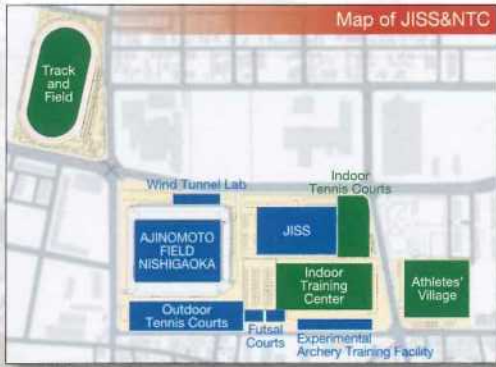 Map of JISS&NTC
Track
and
Field
Wind Tunnel Lab
Indoor
Tennis Courts
AJINOMOTO
FIELD
NISHIGAOKA
JISS
Indoor
Training
Center
Athletes'
Village
Outdoor
Tennis Courts
Futsal
Courts
Experimental
Archery Training Facility